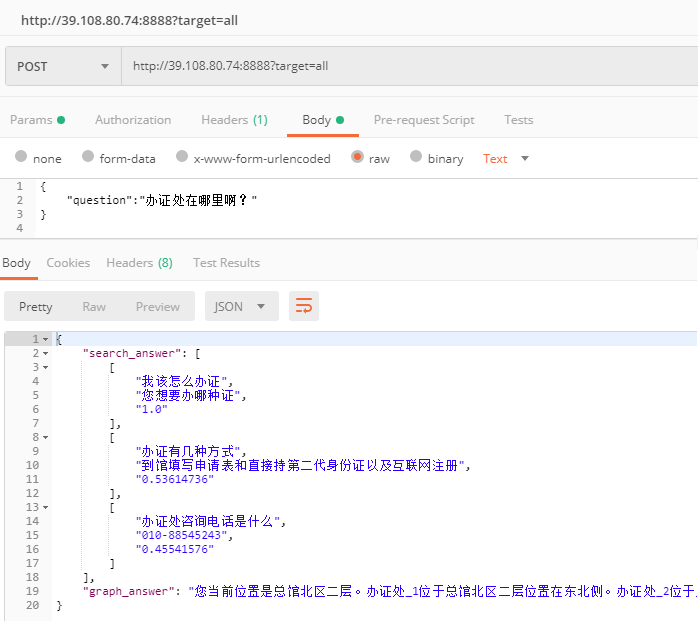 http://39.108.80.74:8888?target=all
POST http://39.108.80.74:8888?target=all
Params Authorization Headers (1) Body Pre-request Script Tests
none form-data x-www-form-urlencoded raw binary Text
1 {
2 "question":"办证处在哪里啊？"
3 }
4
Body Cookies Headers (8) Test Results
Pretty Raw Preview JSON
1 {
2 "search_answer": [
3 [
4 "我该怎么办证",
5 "您想要办哪种证",
6 "1.0"
7 ],
8 [
9 "办证有几种方式",
10 "到馆填写申请表和直接持第二代身份证以及互联网注册",
11 "0.53614736"
12 ],
13 [
14 "办证处咨询电话是什么",
15 "010-88545243",
16 "0.45541576"
17 ]
18 ],
19 "graph_answer": "您当前位置是总馆北区二层。办证处_1位于总馆北区二层位置在东北侧。办证处_2位于
20 }